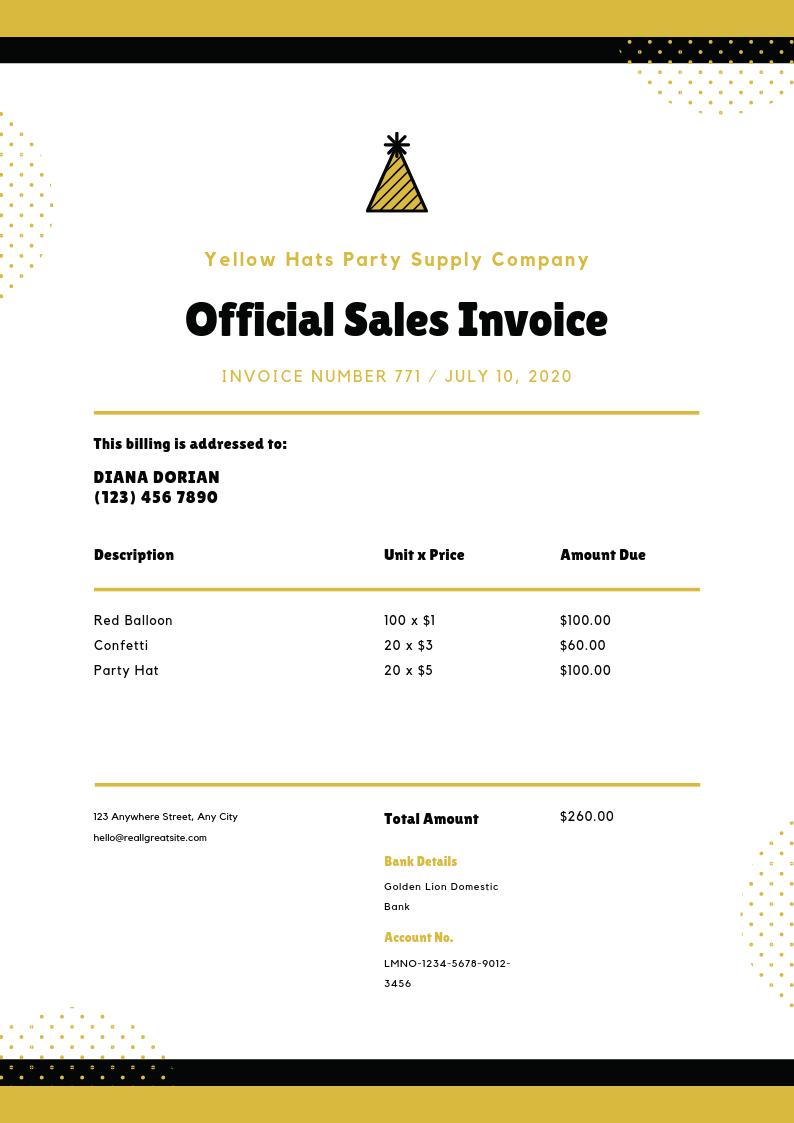 Yellow Hats Party Supply Company
Official Sales Invoice
INVOICE NUMBER 771 / JULY 10, 2020
This billing is addressed to:
DIANA DORIAN
(123) 456 7890
Description Unit x Price Amount Due
Red Balloon 100 x $1 $100.00
Confetti 20 x $3 $60.00
Party Hat 20 x $5 $100.00
123 Anywhere Street, Any City
hello@reallgreatsite.com
Total Amount $260.00
Bank Details
Golden Lion Domestic
Bank
Account No.
LMNO-1234-5678-9012-
3456